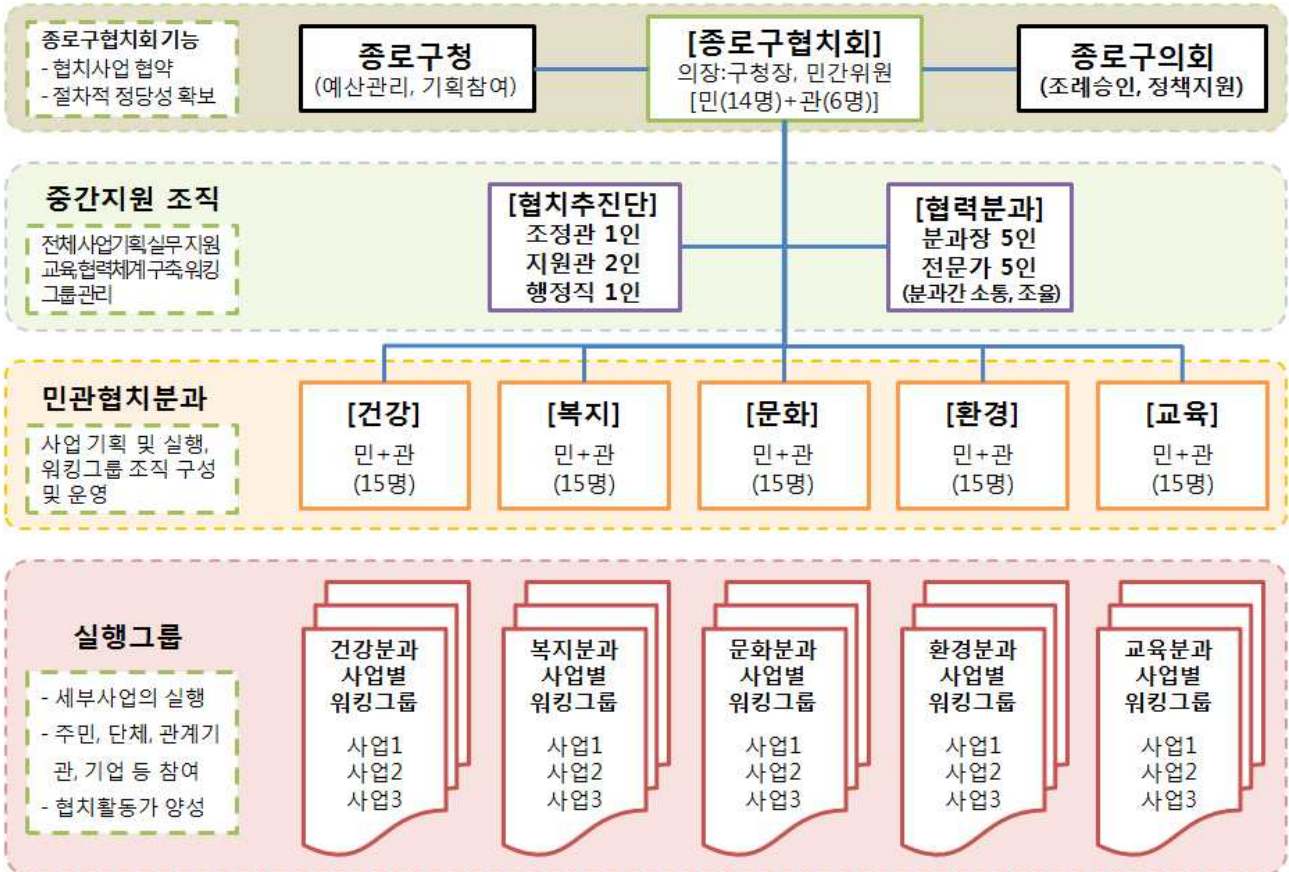 종로구협치회 기능
- 협치사업 협약
- 절차적 정당성 확보
종로구청
(예산관리, 기획참여)
[종로구협치회]
의장:구청장, 민간위원
[민(14명)+관(6명)]
종로구의회
(조례승인, 정책지원)
중간지원 조직
전체 사업기획,실무 지원,
교육,협력체계 구축,워킹
그룹 관리
[협치추진단]
조정관 1인
지원관 2인
행정직 1인
[협력분과]
분과장 5인
전문가 5인
(분과간 소통, 조율)
민관협치분과
사업 기획 및 실행,
워킹그룹 조직 구성
및 운영
[건강]
민+관
(15명)
[복지]
민+관
(15명)
[문화]
민+관
(15명)
[환경]
민+관
(15명)
[교육]
민+관
(15명)
실행그룹
- 세부사업의 실행
- 주민, 단체, 관계기
관, 기업 등 참여
- 협치활동가 양성
건강분과
사업별
워킹그룹
사업1
사업2
사업3
복지분과
사업별
워킹그룹
사업1
사업2
사업3
문화분과
사업별
워킹그룹
사업1
사업2
사업3
환경분과
사업별
워킹그룹
사업1
사업2
사업3
교육분과
사업별
워킹그룹
사업1
사업2
사업3